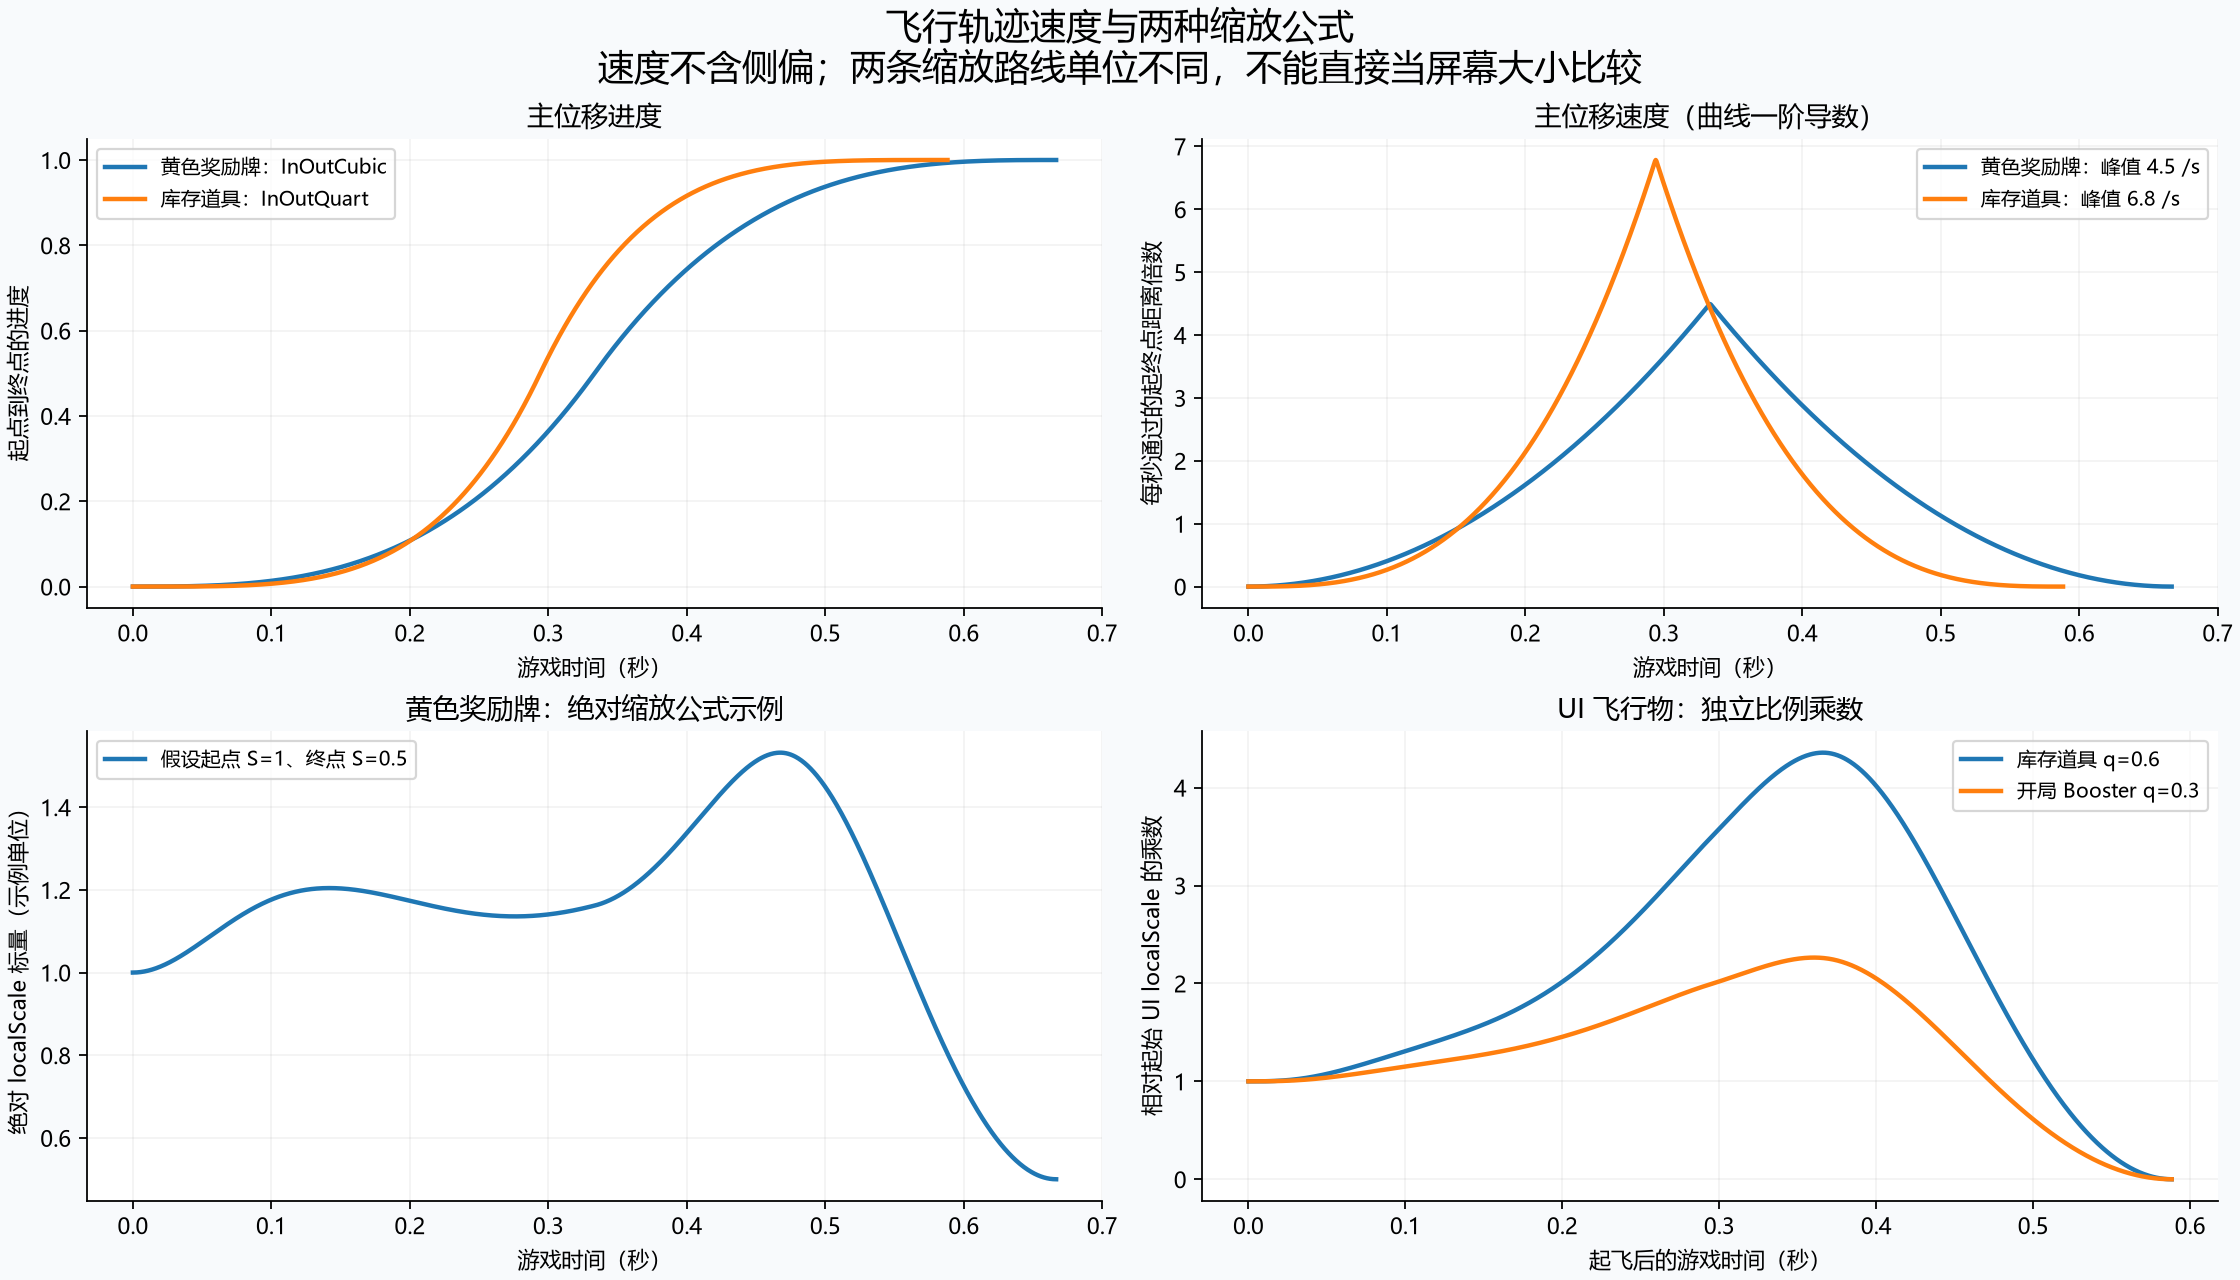 飞行轨迹速度与两种缩放公式
速度不含侧偏；两条缩放路线单位不同，不能直接当屏幕大小比较
主位移进度
黄色奖励牌：InOutCubic
库存道具：InOutQuart
起点到终点的进度
1.0
0.8
0.6
0.4
0.2
0.0
0.0 0.1 0.2 0.3 0.4 0.5 0.6 0.7
游戏时间（秒）
主位移速度（曲线一阶导数）
黄色奖励牌：峰值 4.5 /s
库存道具：峰值 6.8 /s
每秒通过的起终点距离倍数
7
6
5
4
3
2
1
0
0.0 0.1 0.2 0.3 0.4 0.5 0.6 0.7
游戏时间（秒）
黄色奖励牌：绝对缩放公式示例
假设起点 S=1、终点 S=0.5
绝对 localScale 标量（示例单位）
1.4
1.2
1.0
0.8
0.6
0.0 0.1 0.2 0.3 0.4 0.5 0.6 0.7
游戏时间（秒）
UI 飞行物：独立比例乘数
库存道具 q=0.6
开局 Booster q=0.3
相对起始 UI localScale 的乘数
4
3
2
1
0
0.0 0.1 0.2 0.3 0.4 0.5 0.6
起飞后的游戏时间（秒）